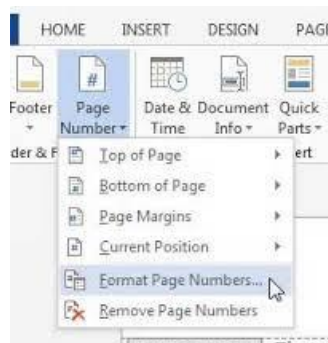 HOME INSERT DESIGN PAG
Footer Page Number Date & Time Document Info Quick Parts
der & F ert
Top of Page
Bottom of Page
Page Margins
Current Position
Format Page Numbers...
Remove Page Numbers